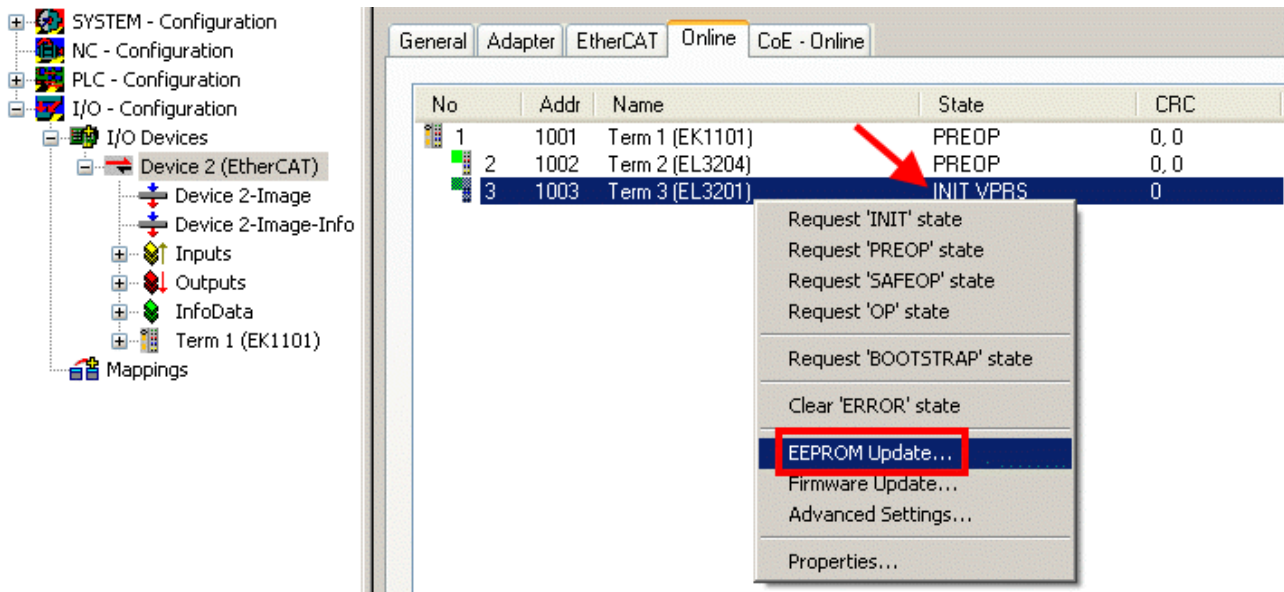 SYSTEM - Configuration
NC - Configuration
PLC - Configuration
I/O - Configuration
I/O Devices
Device 2 (EtherCAT)
Device 2-Image
Device 2-Image-Info
Inputs
Outputs
InfoData
Term 1 (EK1101)
Mappings
General Adapter EtherCAT Online CoE - Online
No Addr Name State CRC
1 1001 Term 1 (EK1101) PREOP 0, 0
2 1002 Term 2 (EL3204) PREOP 0, 0
3 1003 Term 3 (EL3201) INIT VPRS 0
Request 'INIT' state
Request 'PREOP' state
Request 'SAFEOP' state
Request 'OP' state
Request 'BOOTSTRAP' state
Clear 'ERROR' state
EEPROM Update...
Firmware Update...
Advanced Settings...
Properties...